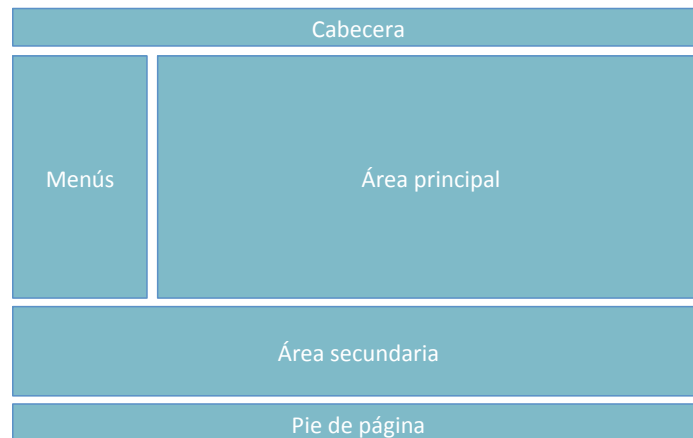 Cabecera
Menús
Área principal
Área secundaria
Pie de página